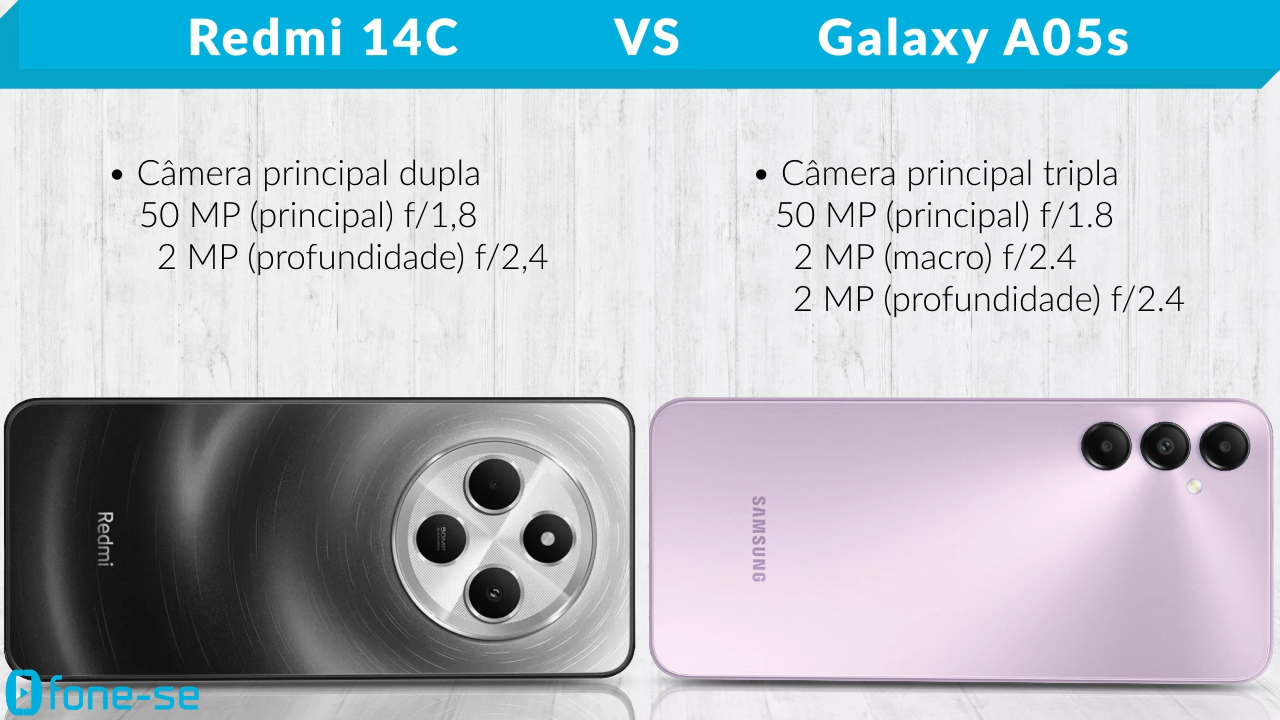 Redmi 14C VS Galaxy A05s
• Câmera principal dupla
50 MP (principal) f/1,8
2 MP (profundidade) f/2,4
• Câmera principal tripla
50 MP (principal) f/1.8
2 MP (macro) f/2.4
2 MP (profundidade) f/2.4
Redmi
50MP
SAMSUNG
fone-se